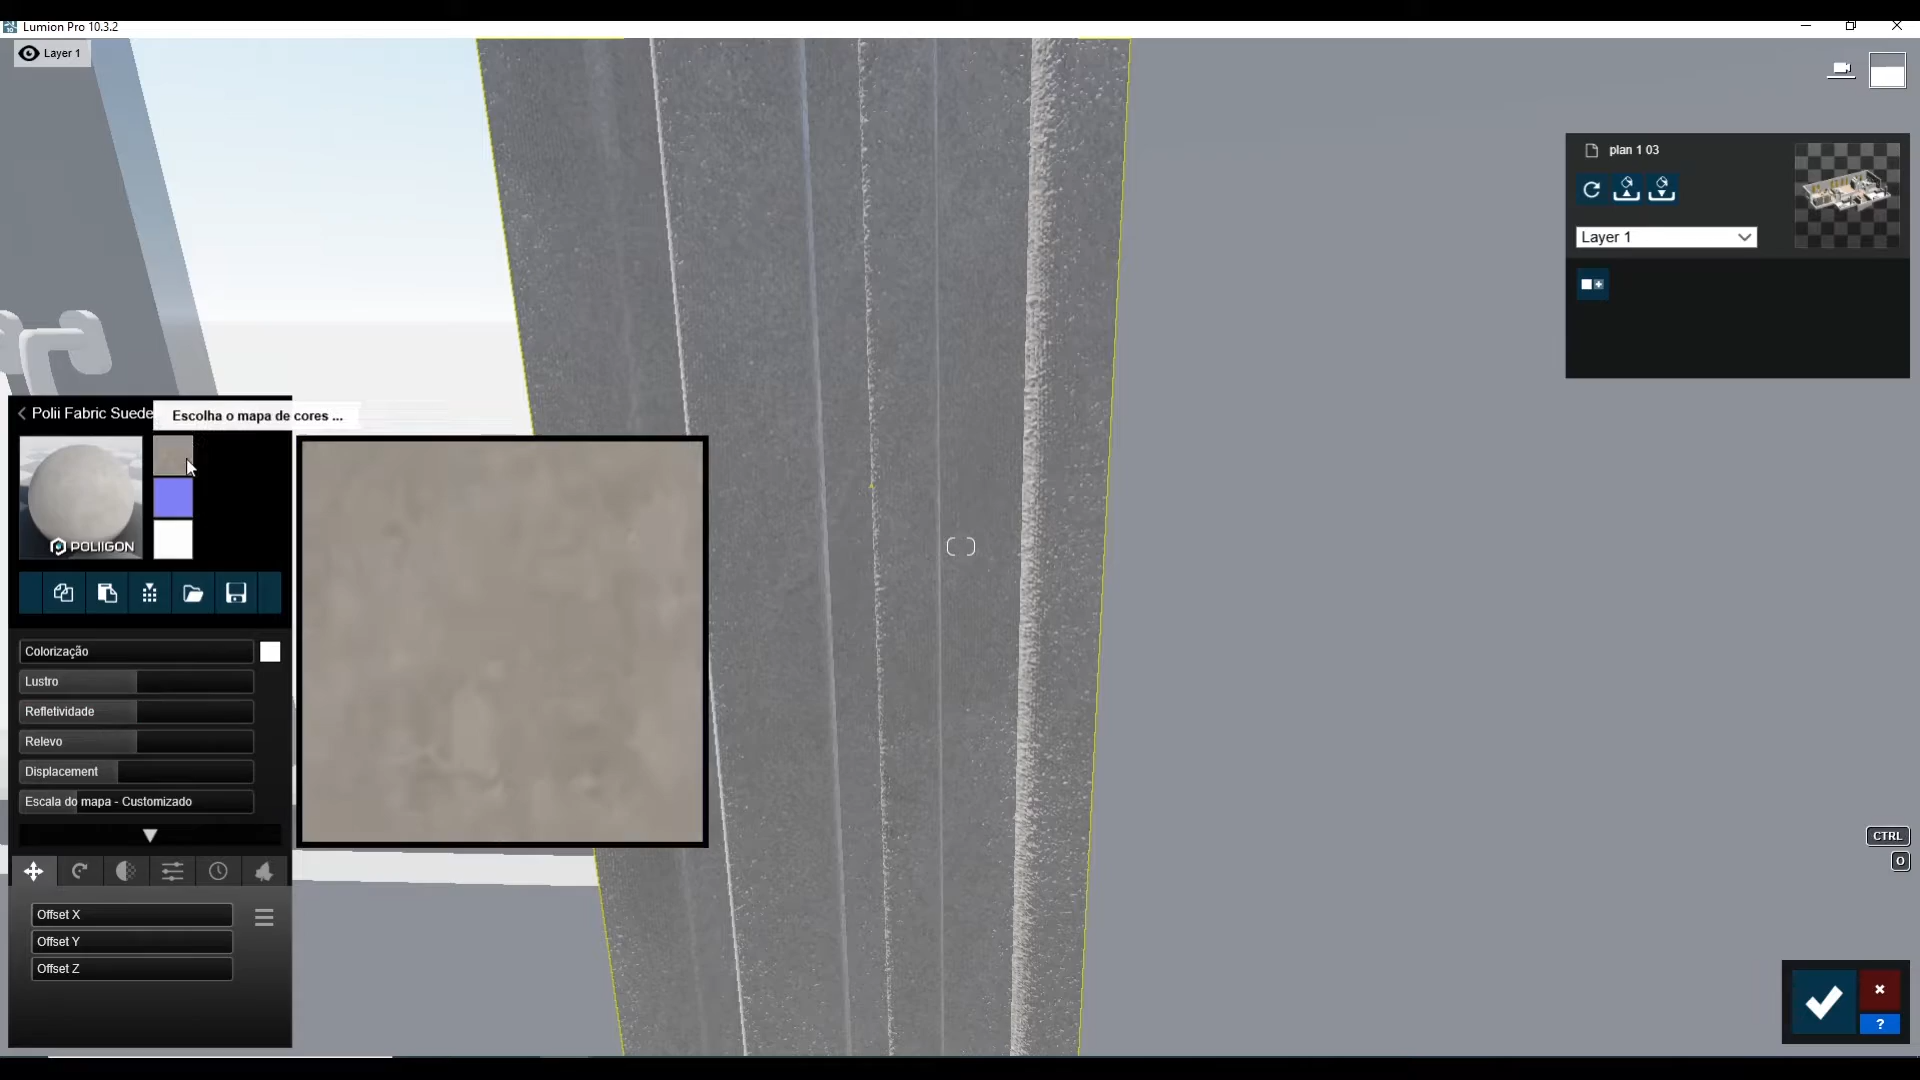 Lumion Pro 10.3.2
Layer 1
plan 1 03
Layer 1
Polii Fabric Suede
Escolha o mapa de cores ...
POLIIGON
Colorização
Lustro
Refletividade
Relevo
Displacement
Escala do mapa - Customizado
Offset X
Offset Y
Offset Z
CTRL
O
?